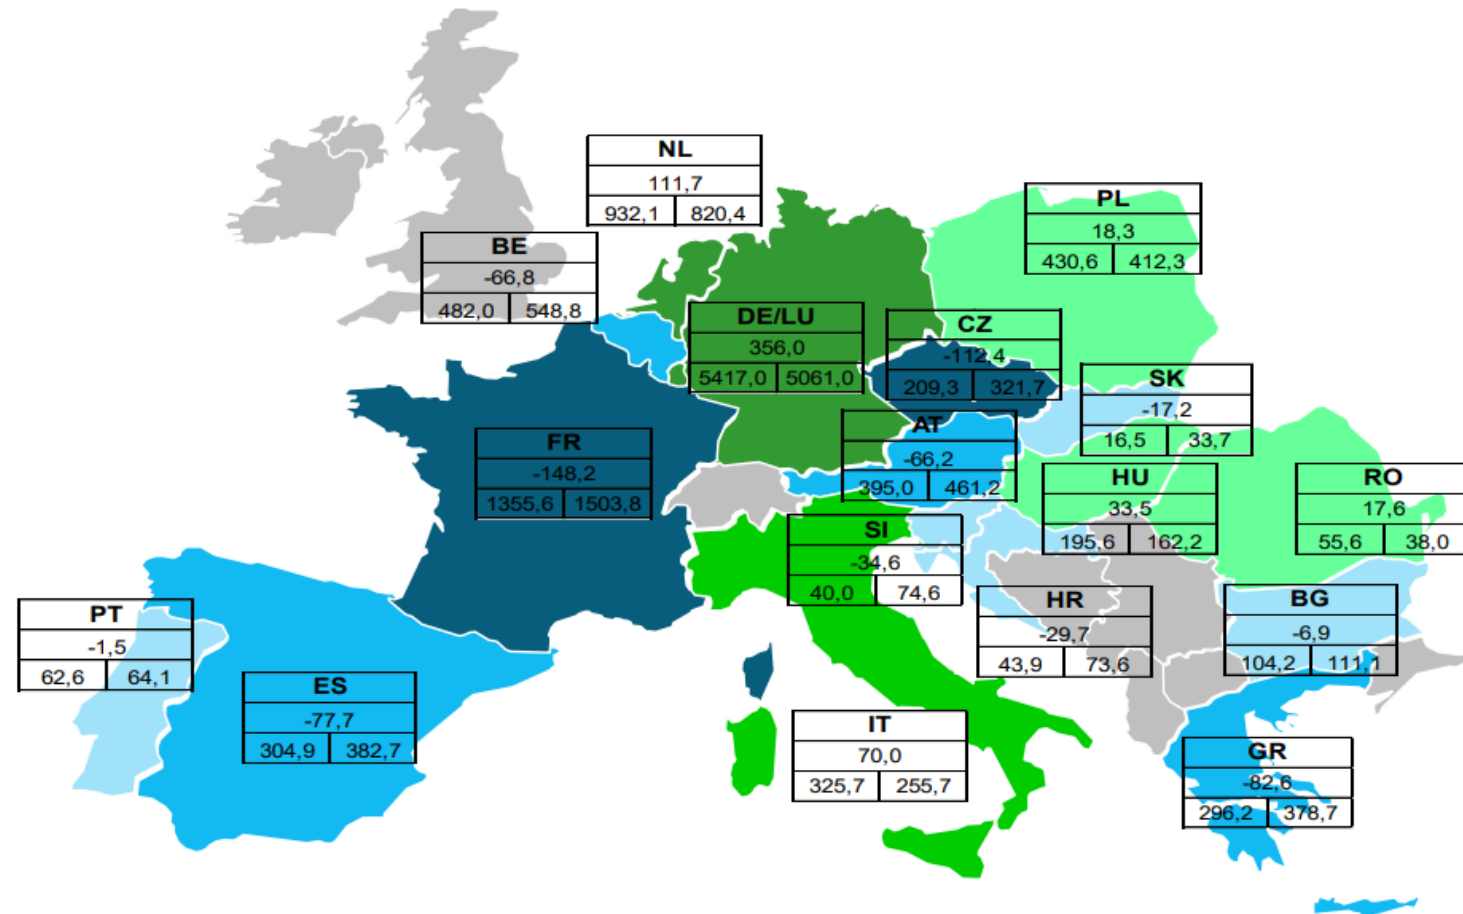 NL
111,7
932,1 820,4
PL
18,3
430,6 412,3
BE
-66,8
482,0 548,8
DE/LU
356,0
5417,0 5061,0
CZ
-112,4
209,3 321,7
SK
-17,2
16,5 33,7
AT
-66,2
395,0 461,2
FR
-148,2
1355,6 1503,8
HU
33,5
195,6 162,2
RO
17,6
55,6 38,0
SI
-34,6
40,0 74,6
HR
-29,7
43,9 73,6
BG
-6,9
104,2 111,1
PT
-1,5
62,6 64,1
ES
-77,7
304,9 382,7
IT
70,0
325,7 255,7
GR
-82,6
296,2 378,7